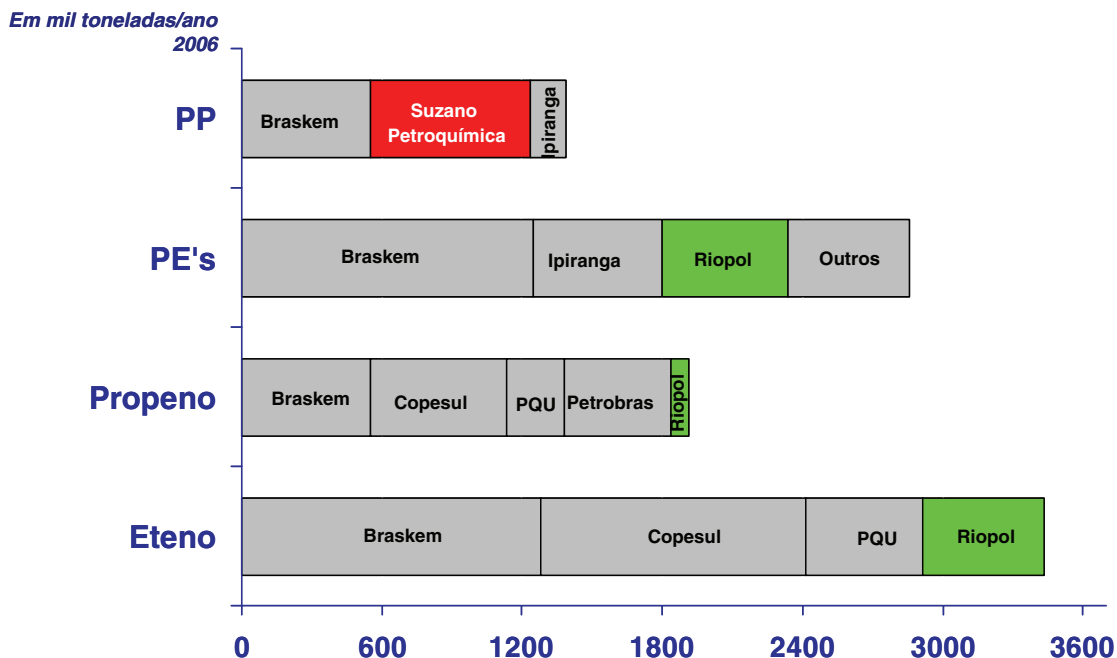 Em mil toneladas/ano
2006
PP
Braskem
Suzano
Petroquímica
Ipiranga
PE's
Braskem
Ipiranga
Riopol
Outros
Propeno
Braskem
Copesul
PQU
Petrobras
Riopol
Eteno
Braskem
Copesul
PQU
Riopol
0 600 1200 1800 2400 3000 3600